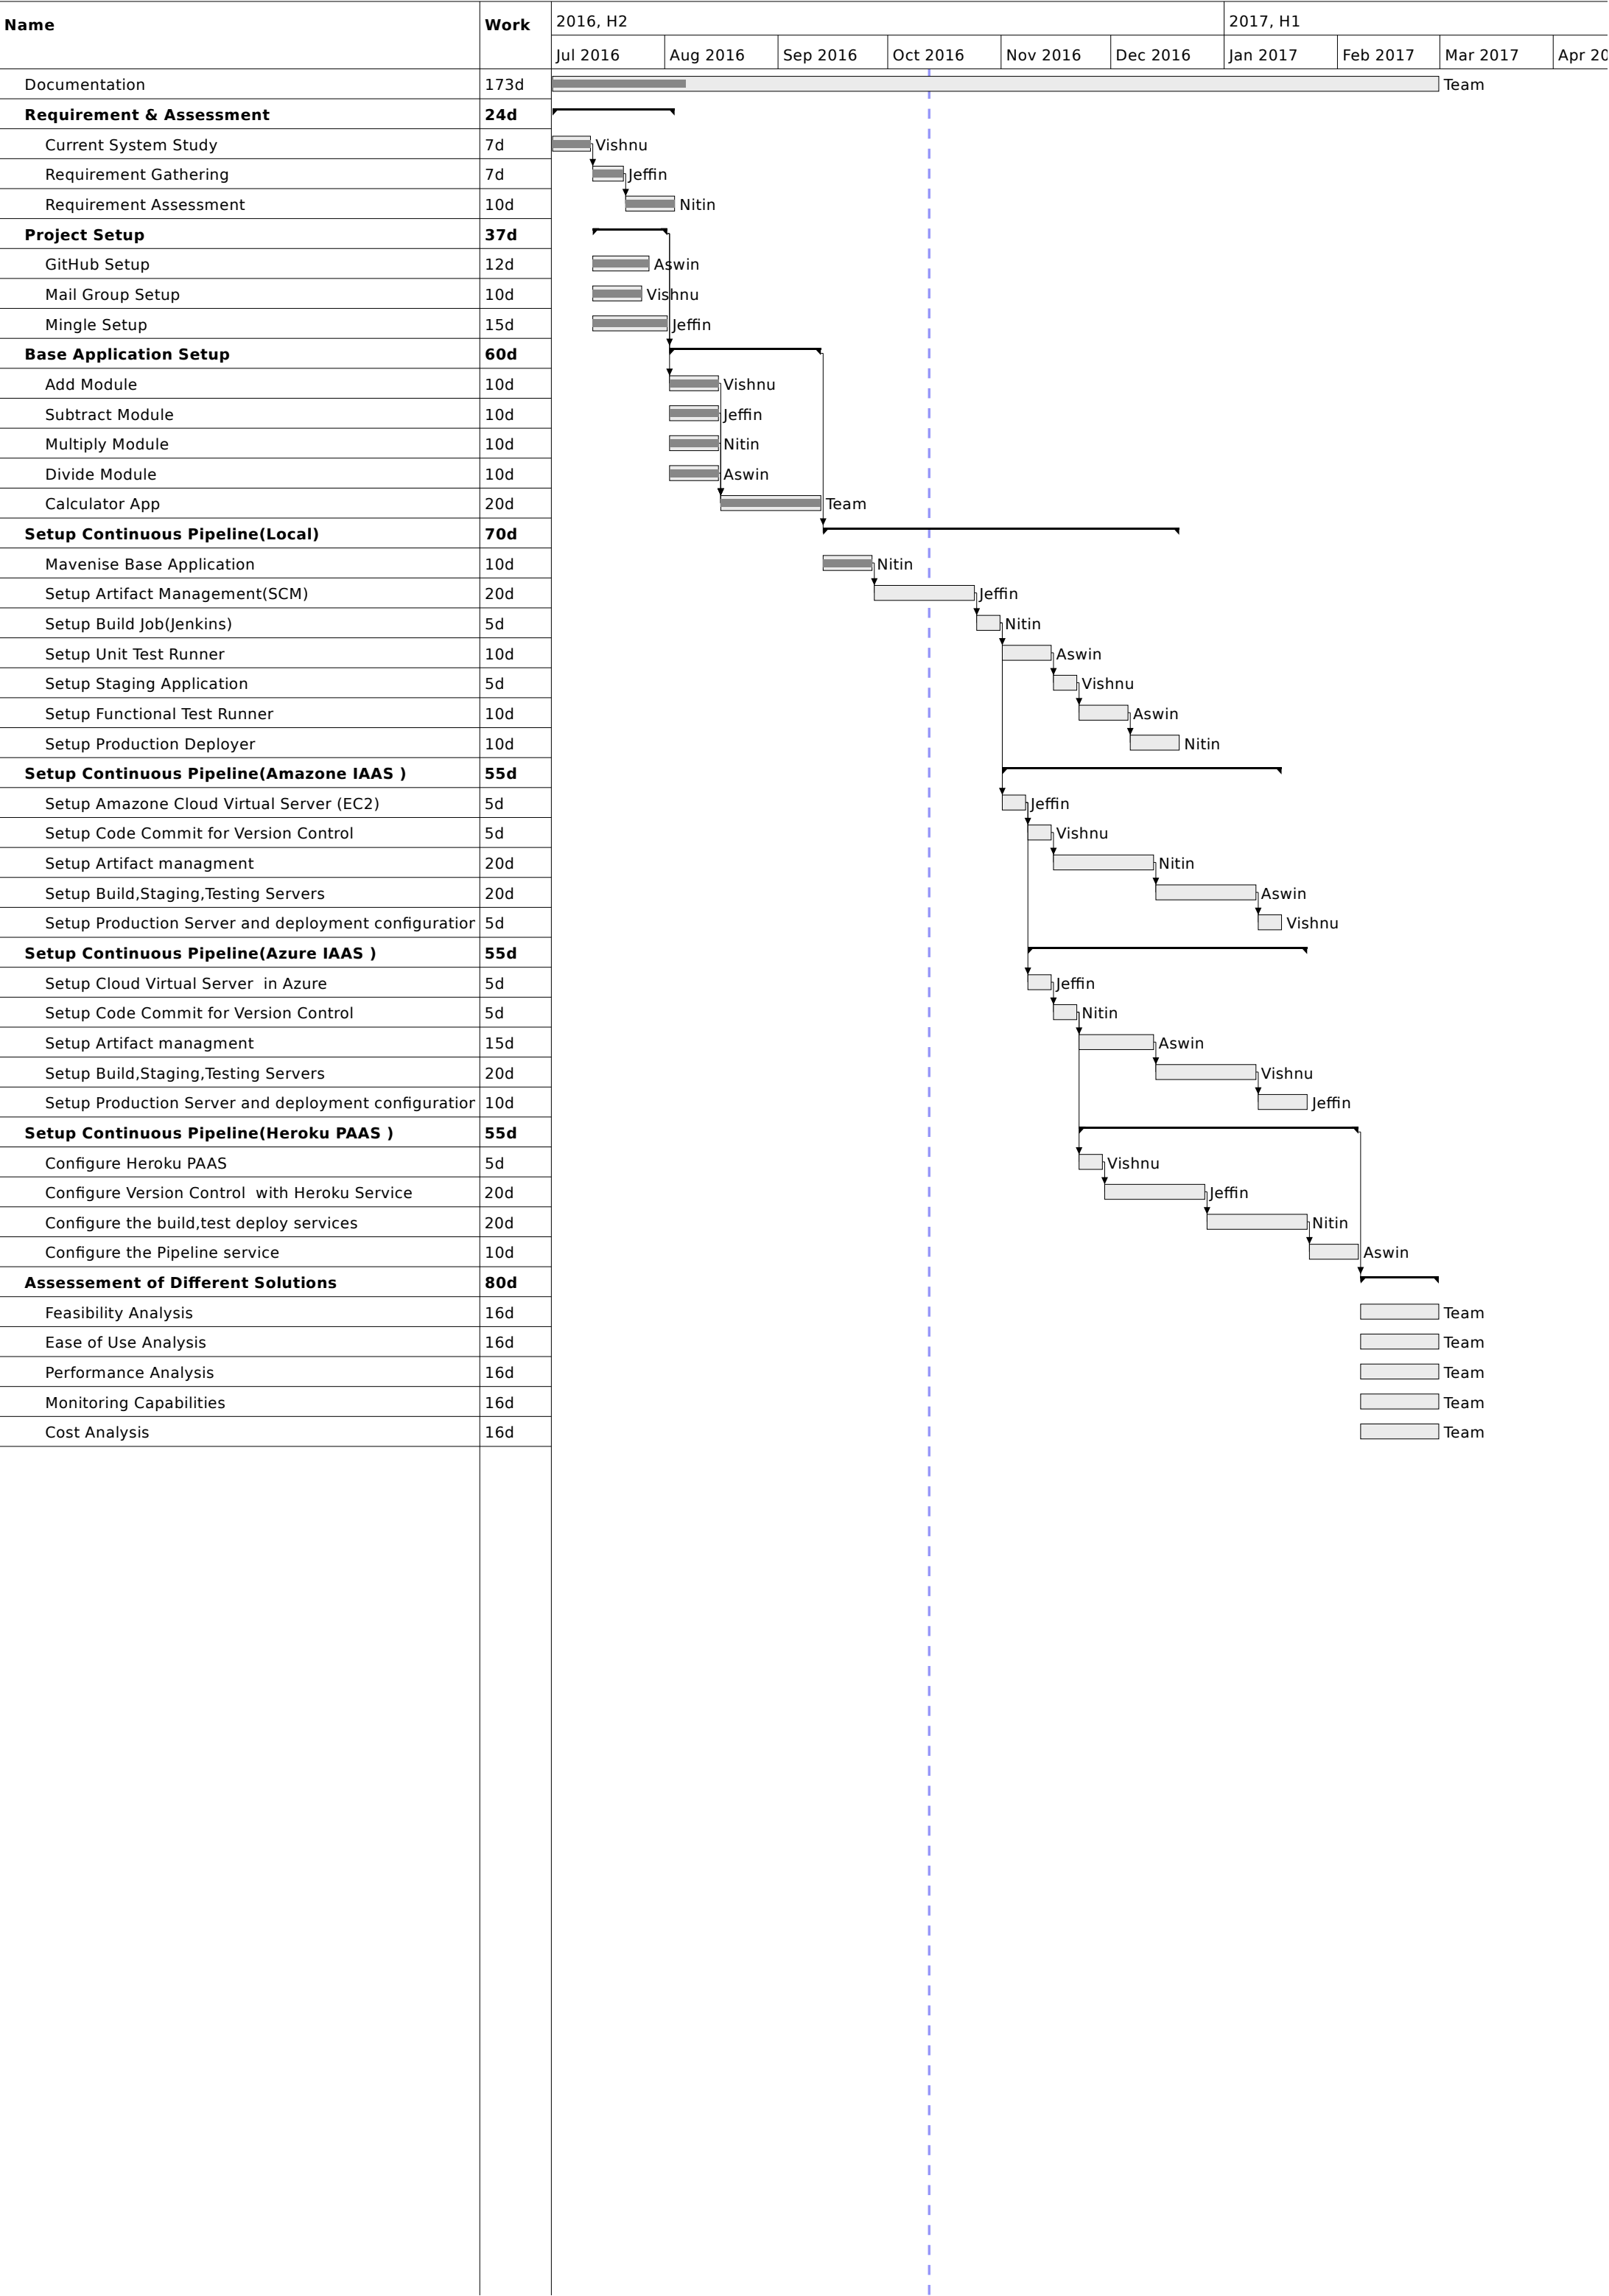 Name Work 2016, H2 2017, H1
Jul 2016 Aug 2016 Sep 2016 Oct 2016 Nov 2016 Dec 2016 Jan 2017 Feb 2017 Mar 2017 Apr 20
Documentation 173d Team
Requirement & Assessment 24d
Current System Study 7d Vishnu
Requirement Gathering 7d Jeffin
Requirement Assessment 10d Nitin
Project Setup 37d
GitHub Setup 12d Aswin
Mail Group Setup 10d Vishnu
Mingle Setup 15d Jeffin
Base Application Setup 60d
Add Module 10d Vishnu
Subtract Module 10d Jeffin
Multiply Module 10d Nitin
Divide Module 10d Aswin
Calculator App 20d Team
Setup Continuous Pipeline(Local) 70d
Mavenise Base Application 10d Nitin
Setup Artifact Management(SCM) 20d Jeffin
Setup Build Job(Jenkins) 5d Nitin
Setup Unit Test Runner 10d Aswin
Setup Staging Application 5d Vishnu
Setup Functional Test Runner 10d Aswin
Setup Production Deployer 10d Nitin
Setup Continuous Pipeline(Amazone IAAS ) 55d
Setup Amazone Cloud Virtual Server (EC2) 5d Jeffin
Setup Code Commit for Version Control 5d Vishnu
Setup Artifact managment 20d Nitin
Setup Build,Staging,Testing Servers 20d Aswin
Setup Production Server and deployment configuration 5d Vishnu
Setup Continuous Pipeline(Azure IAAS ) 55d
Setup Cloud Virtual Server  in Azure 5d Jeffin
Setup Code Commit for Version Control 5d Nitin
Setup Artifact managment 15d Aswin
Setup Build,Staging,Testing Servers 20d Vishnu
Setup Production Server and deployment configuration 10d Jeffin
Setup Continuous Pipeline(Heroku PAAS ) 55d
Configure Heroku PAAS 5d Vishnu
Configure Version Control  with Heroku Service 20d Jeffin
Configure the build,test deploy services 20d Nitin
Configure the Pipeline service 10d Aswin
Assessement of Different Solutions 80d
Feasibility Analysis 16d Team
Ease of Use Analysis 16d Team
Performance Analysis 16d Team
Monitoring Capabilities 16d Team
Cost Analysis 16d Team